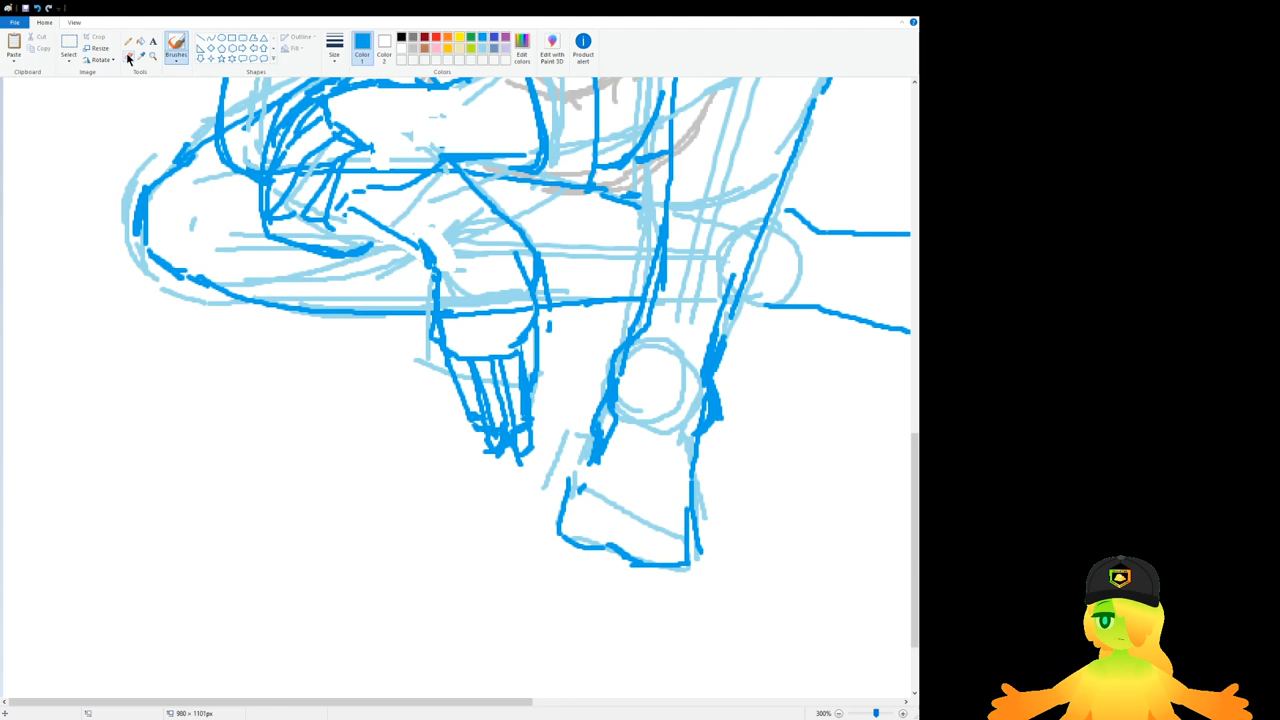 File Home View
Paste Cut Copy Clipboard
Select Crop Resize Rotate Image
A Tools
Brushes
Outline Fill Shapes
Size
Color 1 Color 2 Edit colors Colors
Edit with Paint 3D
Product alert
980 × 1101px 300%